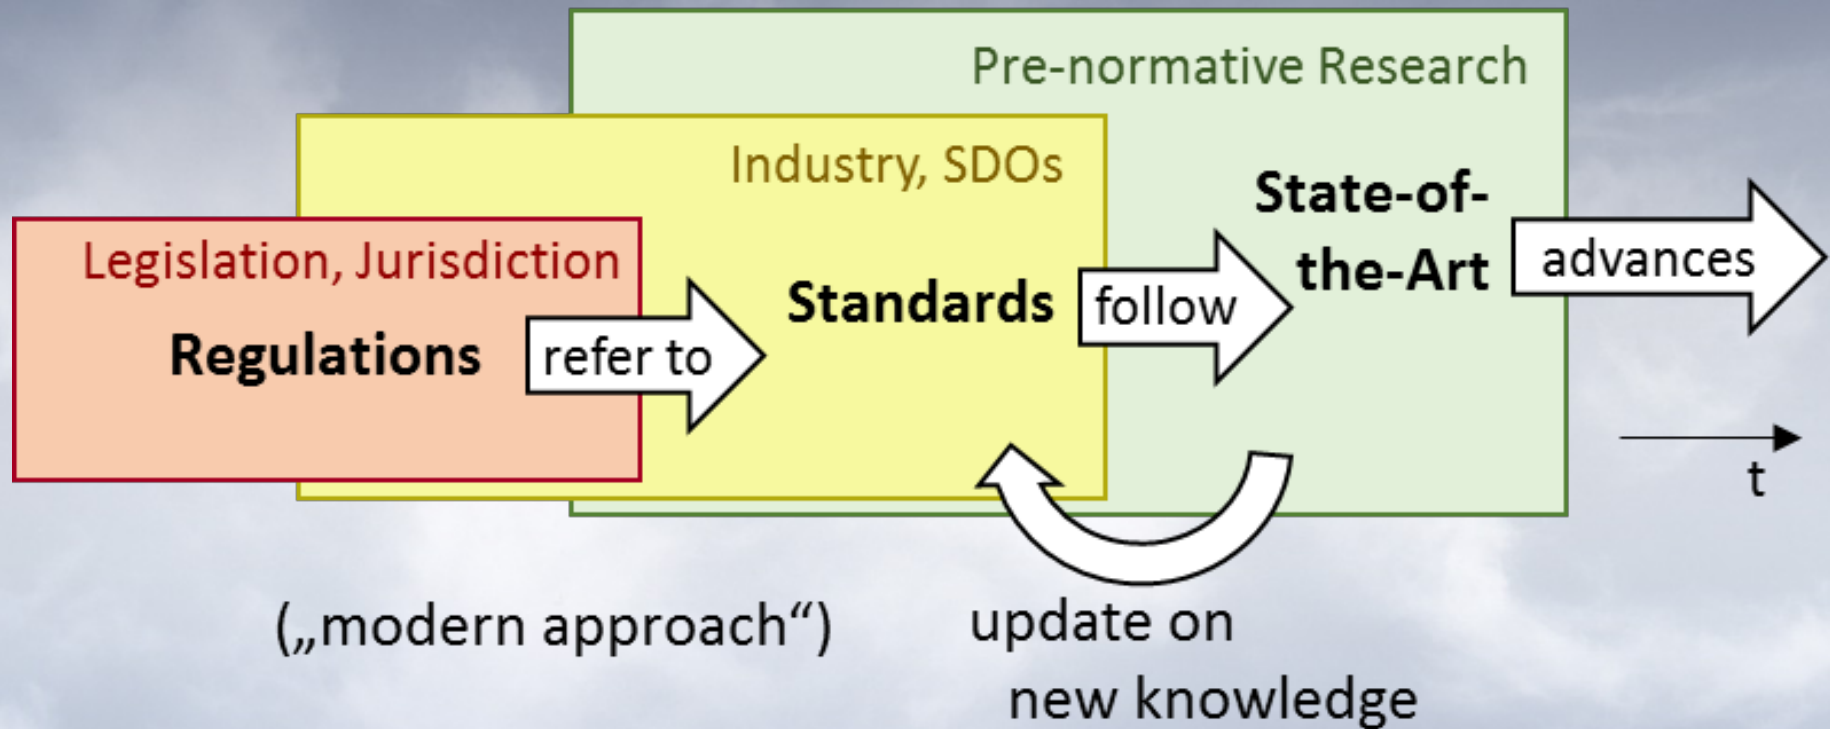 Pre-normative Research
Industry, SDOs
Legislation, Jurisdiction
State-of-
the-Art
advances
Standards
follow
Regulations
refer to
t
(„modern approach“)
update on
new knowledge